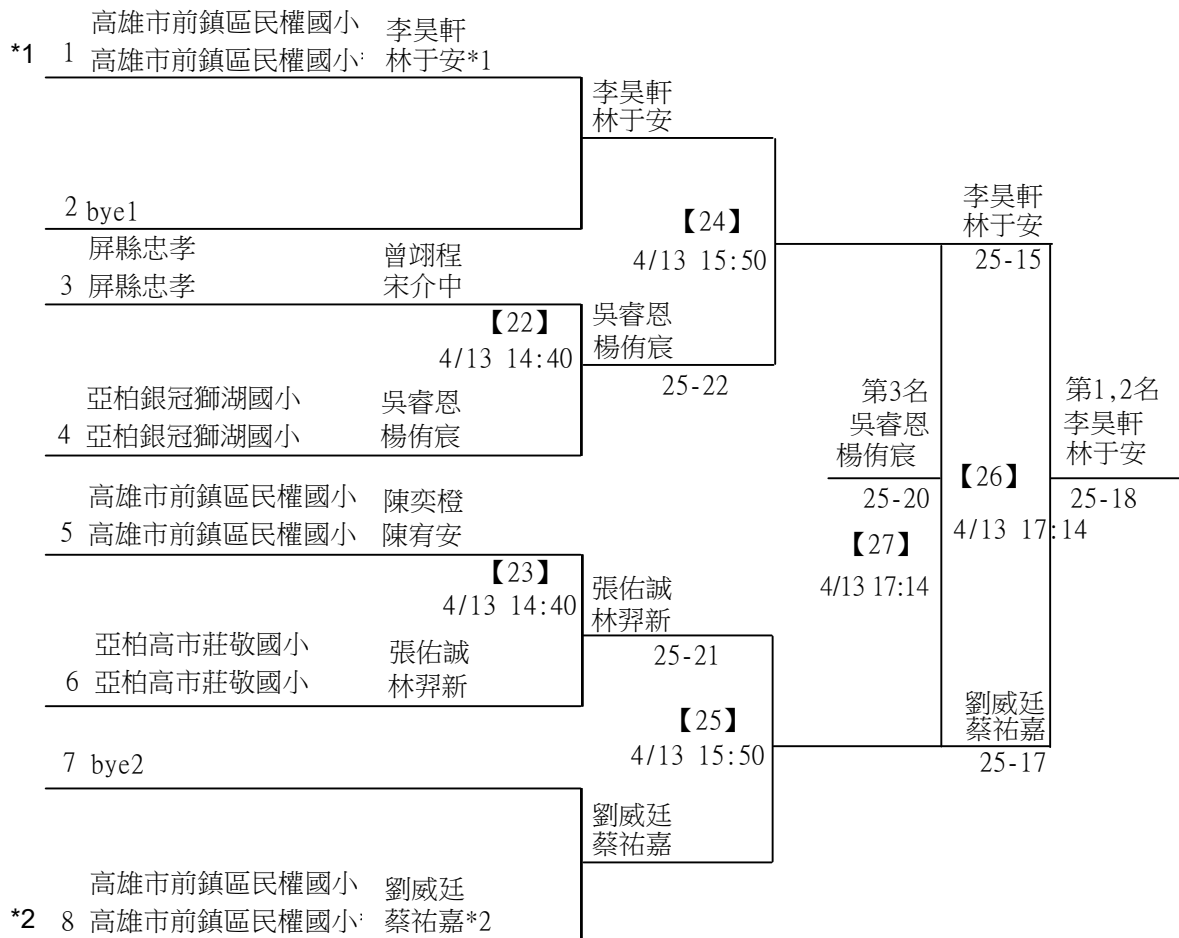 高雄市前鎮區民權國小 李昊軒
*1 1 高雄市前鎮區民權國小* 林于安*1
李昊軒
林于安
2 bye1
【24】
4/13 15:50
李昊軒
林于安
25-15
屏縣忠孝 曾翊程
3 屏縣忠孝 宋介中
【22】
4/13 14:40
吳睿恩
楊侑宸
25-22
亞柏銀冠獅湖國小 吳睿恩
4 亞柏銀冠獅湖國小 楊侑宸
第3名
吳睿恩
楊侑宸
25-20
【27】
4/13 17:14
【26】
4/13 17:14
第1,2名
李昊軒
林于安
25-18
高雄市前鎮區民權國小 陳奕橙
5 高雄市前鎮區民權國小 陳宥安
【23】
4/13 14:40
張佑誠
林羿新
25-21
亞柏高市莊敬國小 張佑誠
6 亞柏高市莊敬國小 林羿新
【25】
4/13 15:50
劉威廷
蔡祐嘉
25-17
7 bye2
劉威廷
蔡祐嘉
高雄市前鎮區民權國小 劉威廷
*2 8 高雄市前鎮區民權國小* 蔡祐嘉*2